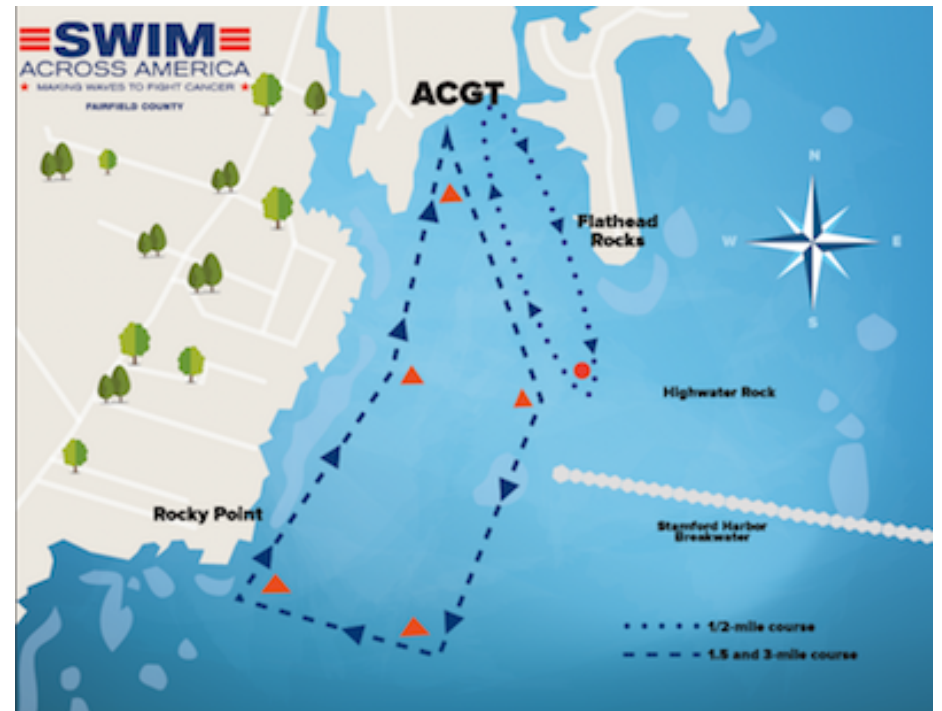 SWIM
ACROSS AMERICA
MAKING WAVES TO FIGHT CANCER
FAIRFIELD COUNTY
ACGT
Flathead
Rocks
N
W
E
S
Highwater Rock
Rocky Point
Stamford Harbor
Breakwater
1/2-mile course
1.5 and 3-mile course